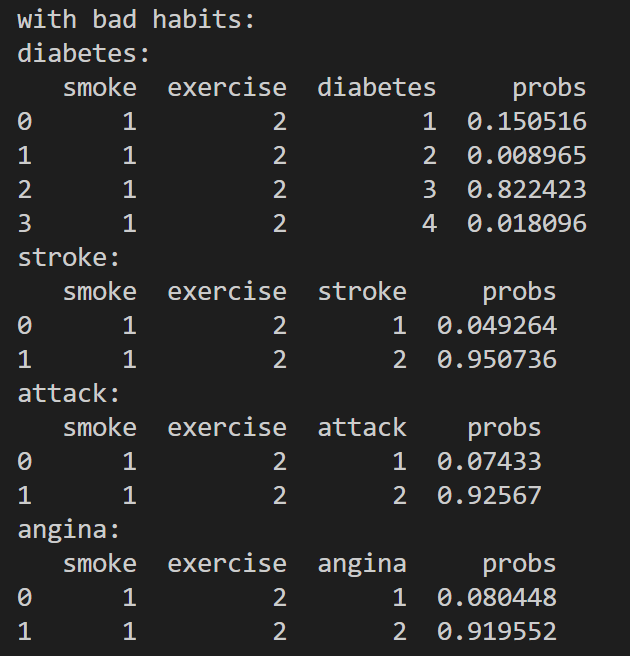 with bad habits:
diabetes:
   smoke  exercise  diabetes     probs
0      1         2         1  0.150516
1      1         2         2  0.008965
2      1         2         3  0.822423
3      1         2         4  0.018096
stroke:
   smoke  exercise  stroke     probs
0      1         2       1  0.049264
1      1         2       2  0.950736
attack:
   smoke  exercise  attack    probs
0      1         2       1  0.07433
1      1         2       2  0.92567
angina:
   smoke  exercise  angina     probs
0      1         2       1  0.080448
1      1         2       2  0.919552